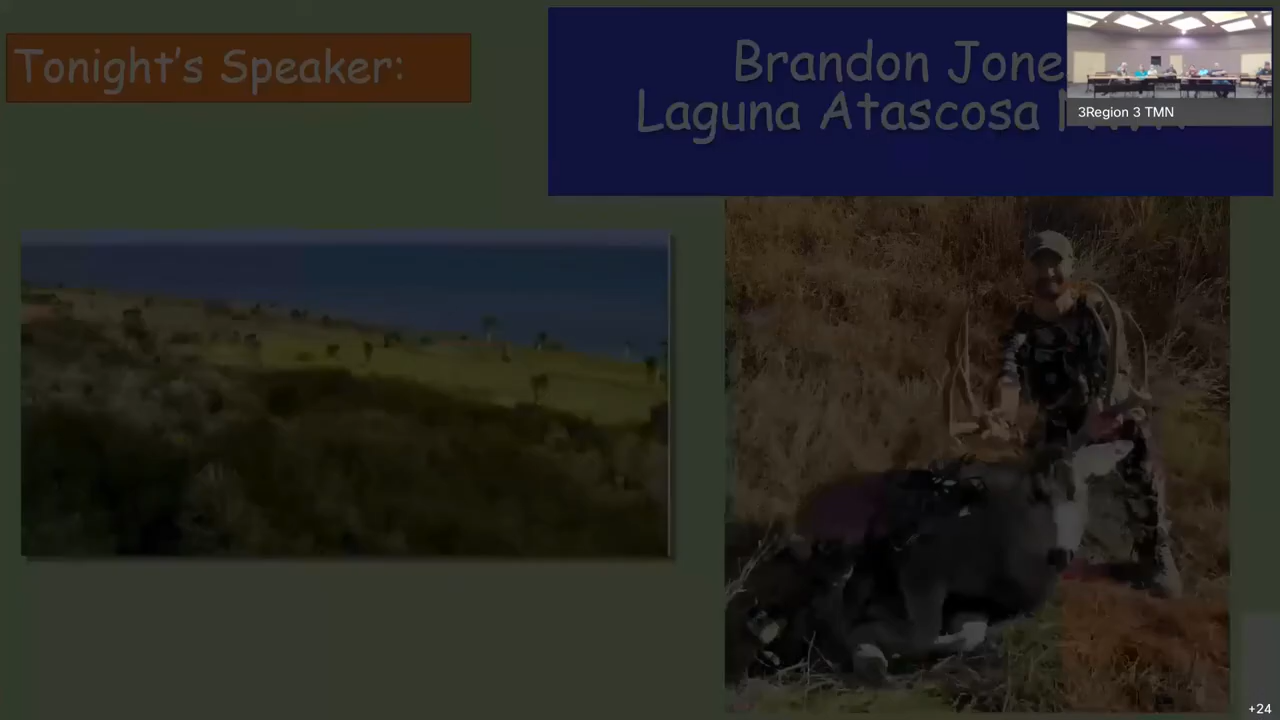 Tonight's Speaker:
Brandon Jone
Laguna Atascosa
3Region 3 TMN
+24